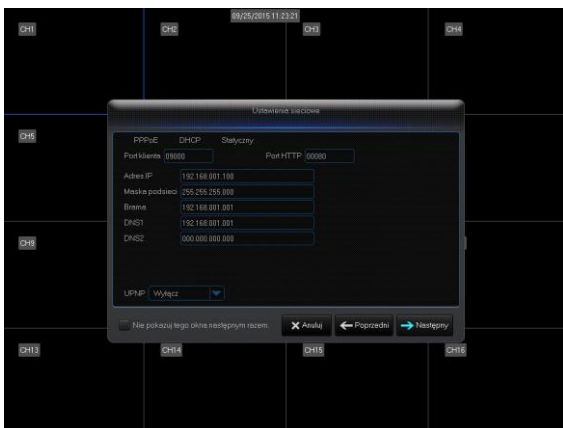 09/25/2015 11:23:21
CH1 CH2 CH3 CH4
Ustawienia sieciowe
CH5
PPPoE DHCP Statyczny
Port klienta 09000 Port HTTP 00080
Adres IP 192.168.001.100
Maska podsieci 255.255.255.000
Brama 192.168.001.001
DNS1 192.168.001.001
DNS2 000.000.000.000
CH9
UPNP Wyłącz
Nie pokazuj tego okna następnym razem. Anuluj Poprzedni Następny
CH13 CH14 CH15 CH16